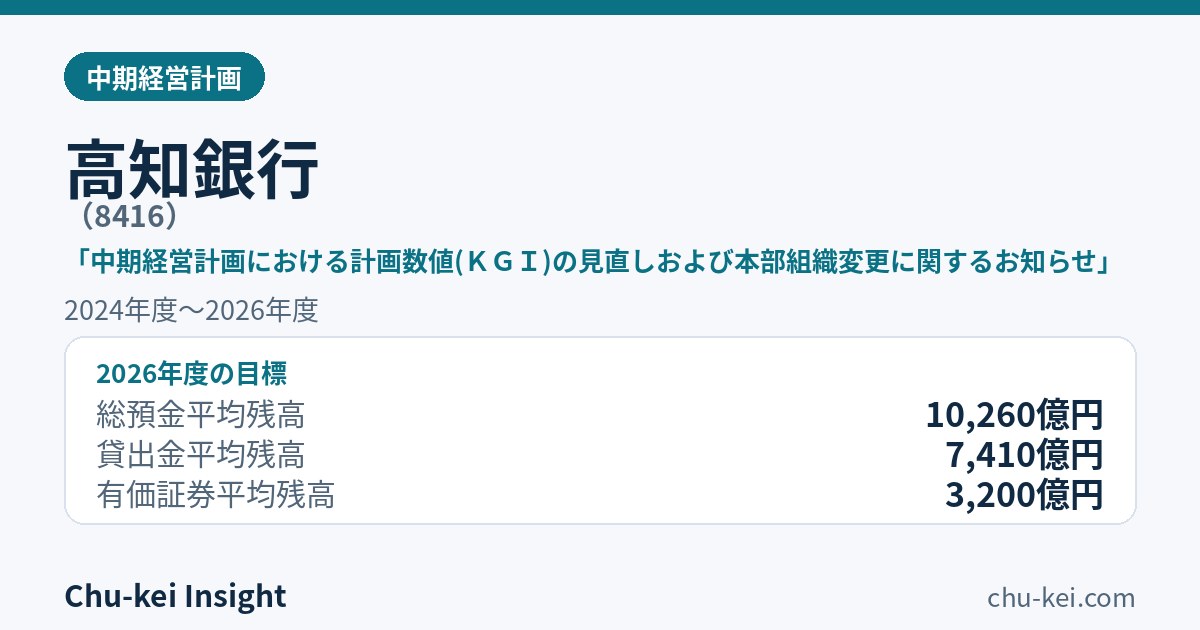 中期経営計画
高知銀行
（8416）
「中期経営計画における計画数値(ＫＧＩ)の見直しおよび本部組織変更に関するお知らせ」
2024年度〜2026年度
2026年度の目標
総預金平均残高 10,260億円
貸出金平均残高 7,410億円
有価証券平均残高 3,200億円
Chu-kei Insight chu-kei.com